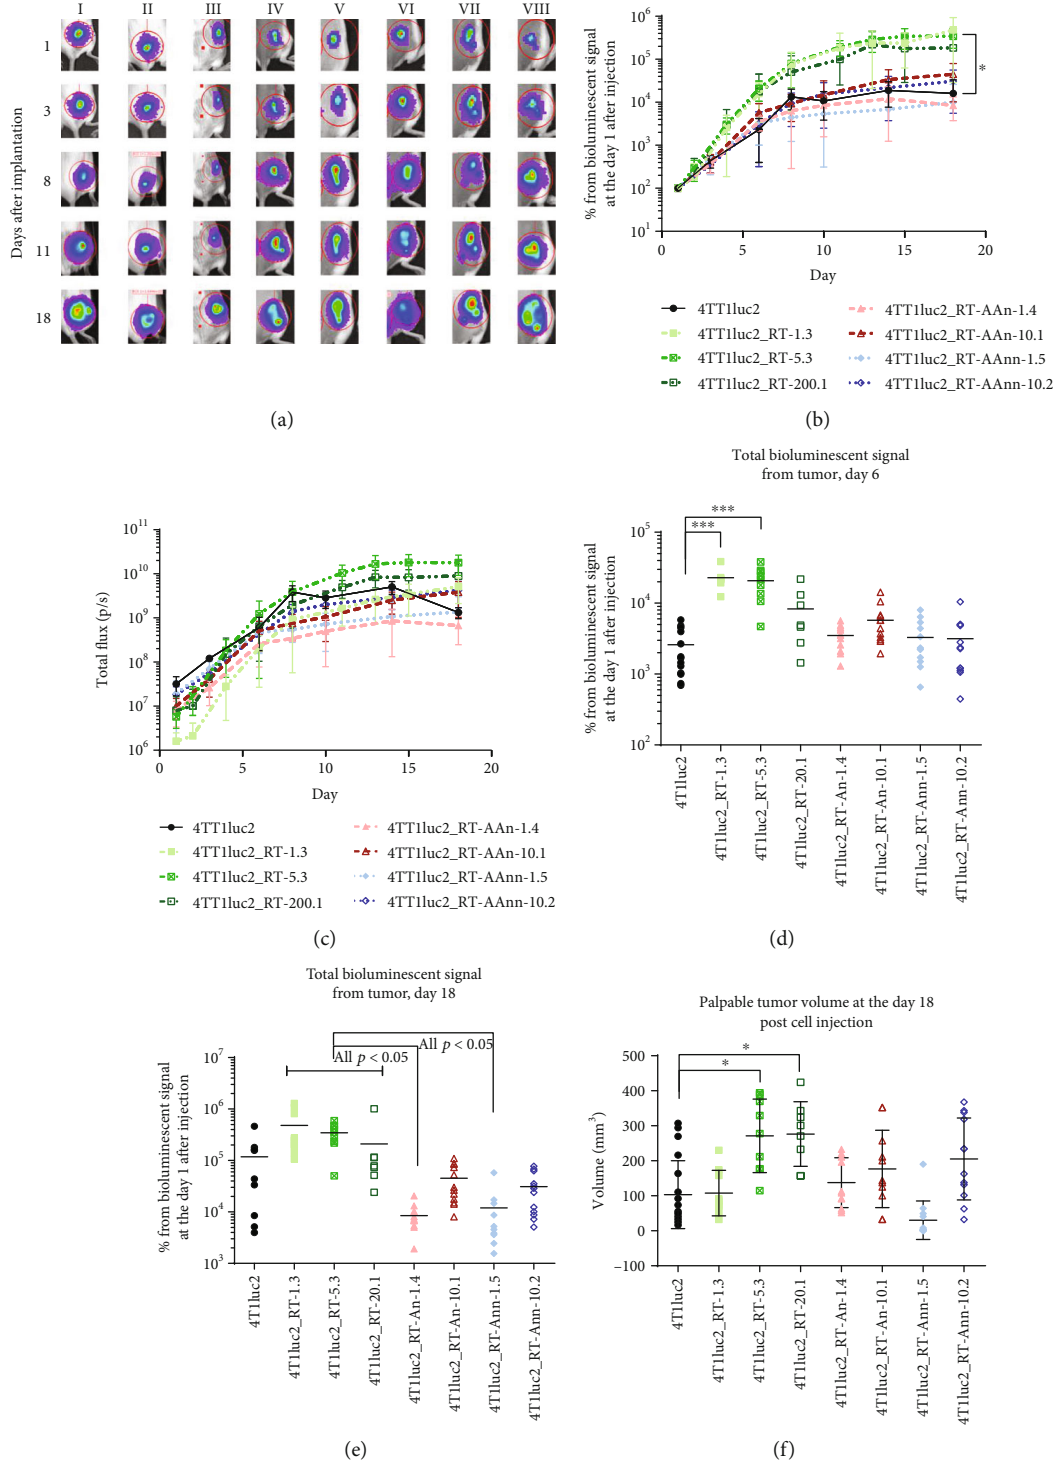 I II III IV V VI VII VIII
Days after implantation
1
3
8
11
18
(a)
% from bioluminescent signal
at the day 1 after injection
10^6
10^5
10^4
10^3
10^2
10^1
0 5 10 15 20
Day
*
4TT1luc2
4TT1luc2_RT-1.3
4TT1luc2_RT-5.3
4TT1luc2_RT-200.1
4TT1luc2_RT-AAn-1.4
4TT1luc2_RT-AAn-10.1
4TT1luc2_RT-AAnn-1.5
4TT1luc2_RT-AAnn-10.2
(b)
Total flux (p/s)
10^11
10^10
10^9
10^8
10^7
10^6
0 5 10 15 20
Day
4TT1luc2
4TT1luc2_RT-1.3
4TT1luc2_RT-5.3
4TT1luc2_RT-200.1
4TT1luc2_RT-AAn-1.4
4TT1luc2_RT-AAn-10.1
4TT1luc2_RT-AAnn-1.5
4TT1luc2_RT-AAnn-10.2
(c)
Total bioluminescent signal
from tumor, day 6
% from bioluminescent signal
at the day 1 after injection
10^5
10^4
10^3
10^2
***
***
4T1luc2
4T1luc2_RT-1.3
4T1luc2_RT-5.3
4T1luc2_RT-20.1
4T1luc2_RT-An-1.4
4T1luc2_RT-An-10.1
4T1luc2_RT-Ann-1.5
4T1luc2_RT-Ann-10.2
(d)
Total bioluminescent signal
from tumor, day 18
% from bioluminescent signal
at the day 1 after injection
10^7
10^6
10^5
10^4
10^3
All p < 0.05
All p < 0.05
4T1luc2
4T1luc2_RT-1.3
4T1luc2_RT-5.3
4T1luc2_RT-20.1
4T1luc2_RT-An-1.4
4T1luc2_RT-An-10.1
4T1luc2_RT-Ann-1.5
4T1luc2_RT-Ann-10.2
(e)
Palpable tumor volume at the day 18
post cell injection
Volume (mm³)
500
400
300
200
100
0
−100
*
*
4T1luc2
4T1luc2_RT-1.3
4T1luc2_RT-5.3
4T1luc2_RT-20.1
4T1luc2_RT-An-1.4
4T1luc2_RT-An-10.1
4T1luc2_RT-Ann-1.5
4T1luc2_RT-Ann-10.2
(f)